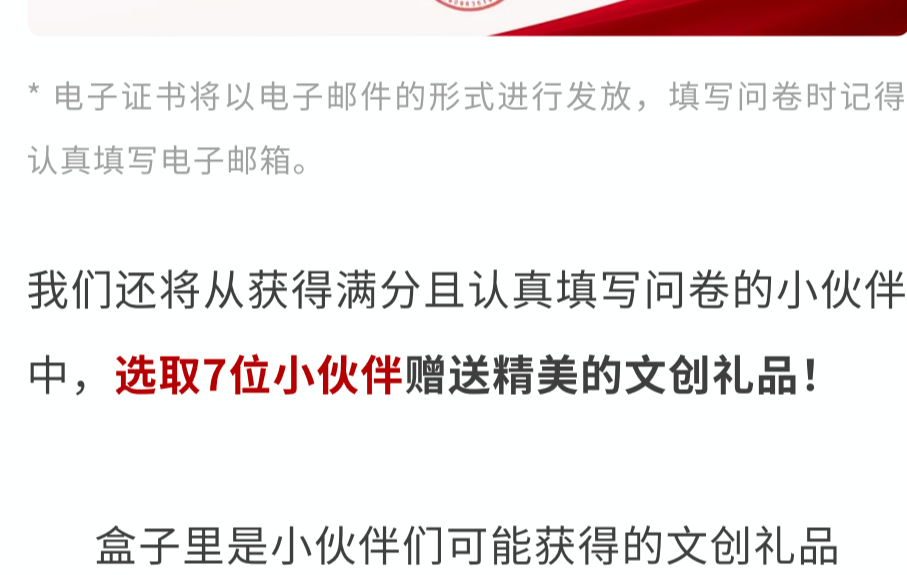 * 电子证书将以电子邮件的形式进行发放，填写问卷时记得
认真填写电子邮箱。
我们还将从获得满分且认真填写问卷的小伙伴
中，选取7位小伙伴赠送精美的文创礼品！
盒子里是小伙伴们可能获得的文创礼品